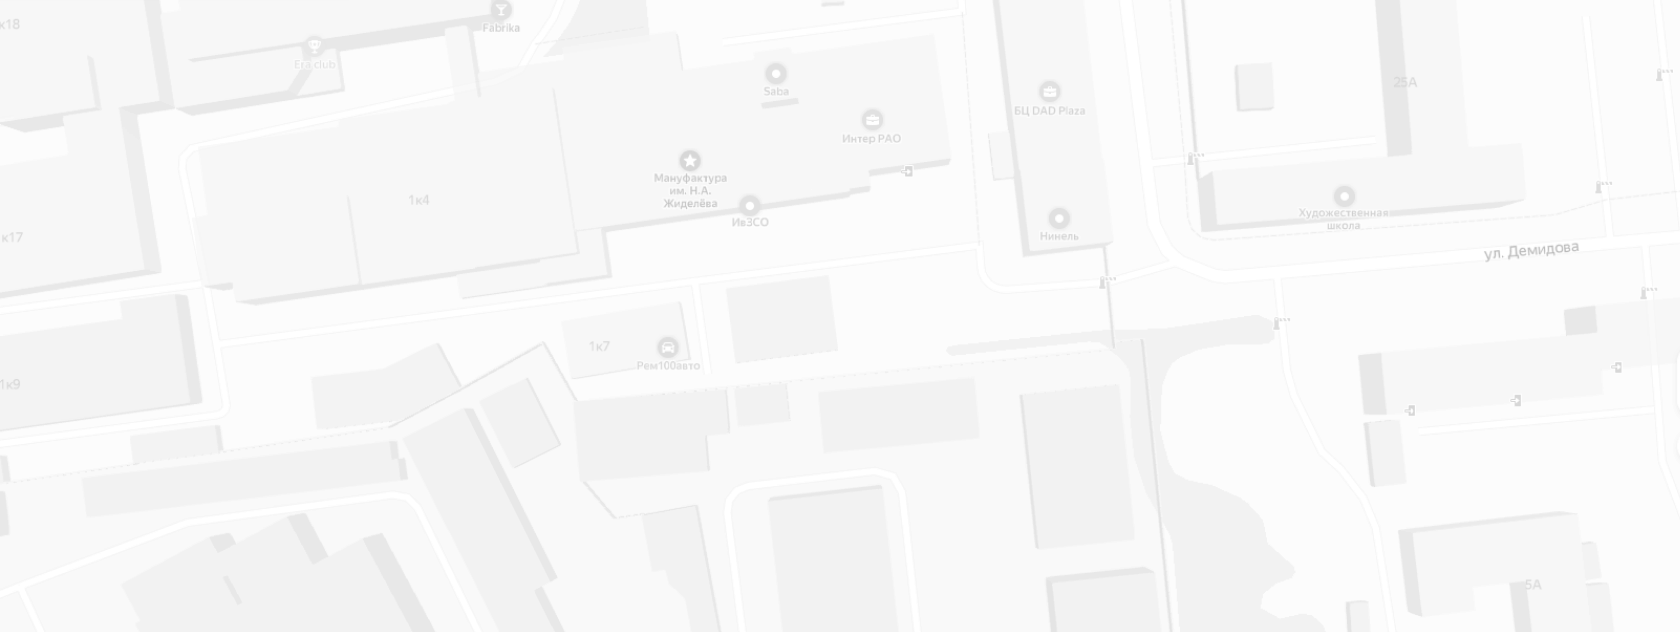 к18
Fabrika
Era club
Saba
25А
БЦ DAD Plaza
Интер РАО
Мануфактура
им. Н.А.
Жиделёва
1к4
ИвЗСО
Художественная
школа
Нинель
к17
ул. Демидова
1к7
Рем100авто
1к9
5А